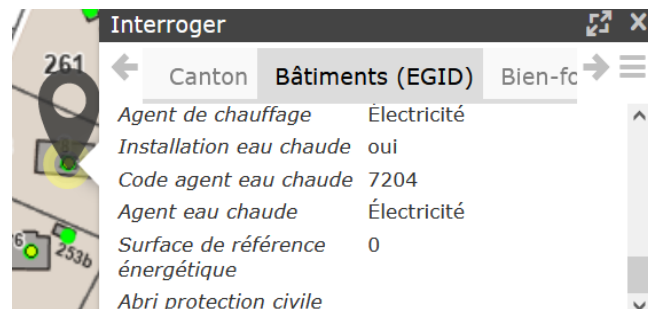 Interroger
261
Canton Bâtiments (EGID) Bien-fo
Agent de chauffage Électricité
Installation eau chaude oui
Code agent eau chaude 7204
Agent eau chaude Électricité
Surface de référence 0
énergétique
253b
Abri protection civile